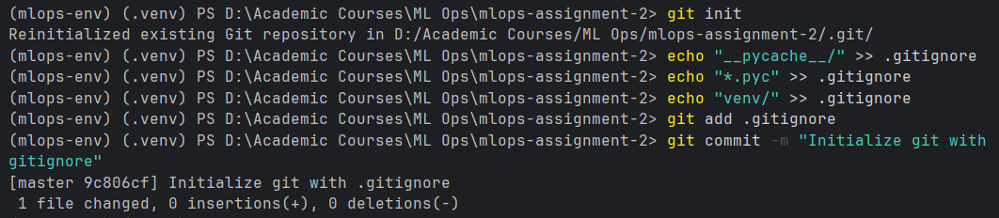 (mlops-env) (.venv) PS D:\Academic Courses\ML Ops\mlops-assignment-2> git init
Reinitialized existing Git repository in D:/Academic Courses/ML Ops/mlops-assignment-2/.git/
(mlops-env) (.venv) PS D:\Academic Courses\ML Ops\mlops-assignment-2> echo "__pycache__/" >> .gitignore
(mlops-env) (.venv) PS D:\Academic Courses\ML Ops\mlops-assignment-2> echo "*.pyc" >> .gitignore
(mlops-env) (.venv) PS D:\Academic Courses\ML Ops\mlops-assignment-2> echo "venv/" >> .gitignore
(mlops-env) (.venv) PS D:\Academic Courses\ML Ops\mlops-assignment-2> git add .gitignore
(mlops-env) (.venv) PS D:\Academic Courses\ML Ops\mlops-assignment-2> git commit -m "Initialize git with
gitignore"
[master 9c806cf] Initialize git with .gitignore
 1 file changed, 0 insertions(+), 0 deletions(-)